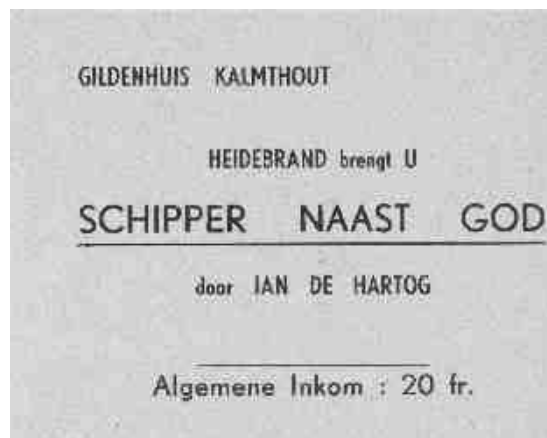 GILDENHUIS KALMTHOUT
HEIDEBRAND brengt U
SCHIPPER NAAST GOD
door JAN DE HARTOG
Algemene Inkom : 20 fr.